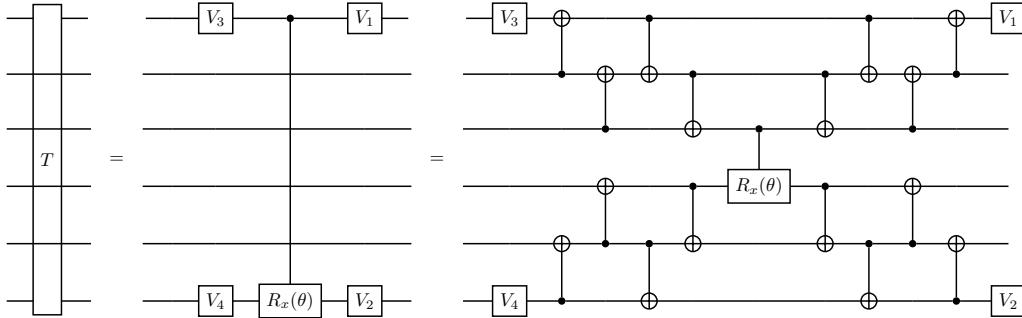 V₃ V₁ V₃ V₁
T = =
Rₓ(θ)
V₄ Rₓ(θ) V₂ V₄ V₂